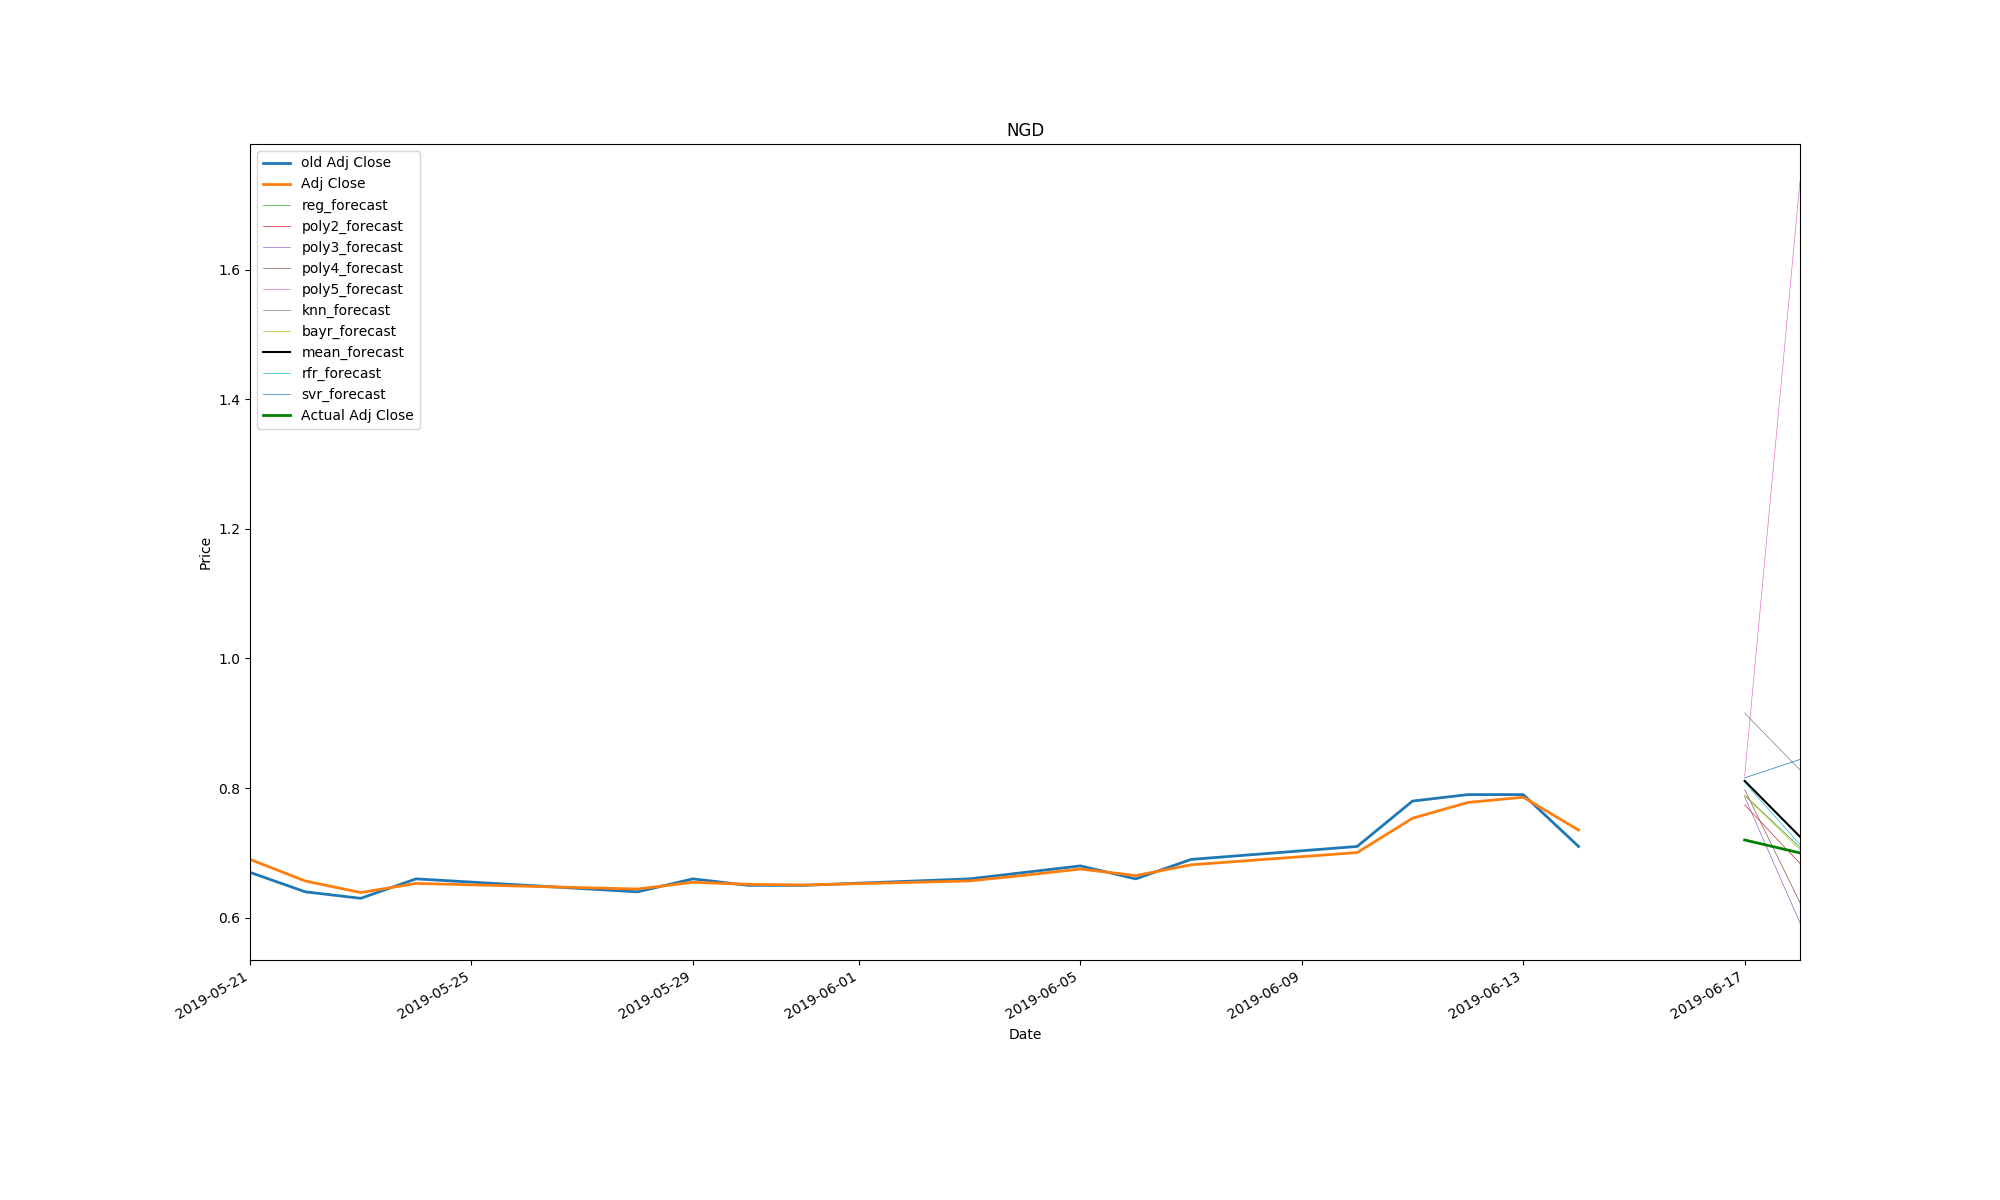 NGD
old Adj Close
Adj Close
reg_forecast
poly2_forecast
poly3_forecast
poly4_forecast
poly5_forecast
knn_forecast
bayr_forecast
mean_forecast
rfr_forecast
svr_forecast
Actual Adj Close
1.6
1.4
1.2
1.0
0.8
0.6
Price
2019-05-21
2019-05-25
2019-05-29
2019-06-01
2019-06-05
2019-06-09
2019-06-13
2019-06-17
Date